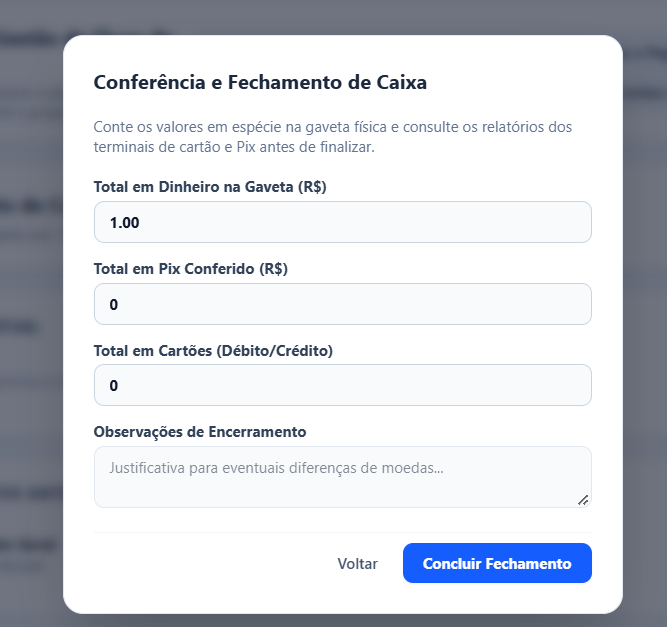 Conferência e Fechamento de Caixa
Conte os valores em espécie na gaveta física e consulte os relatórios dos
terminais de cartão e Pix antes de finalizar.
Total em Dinheiro na Gaveta (R$)
1.00
Total em Pix Conferido (R$)
0
Total em Cartões (Débito/Crédito)
0
Observações de Encerramento
Justificativa para eventuais diferenças de moedas...
Voltar
Concluir Fechamento